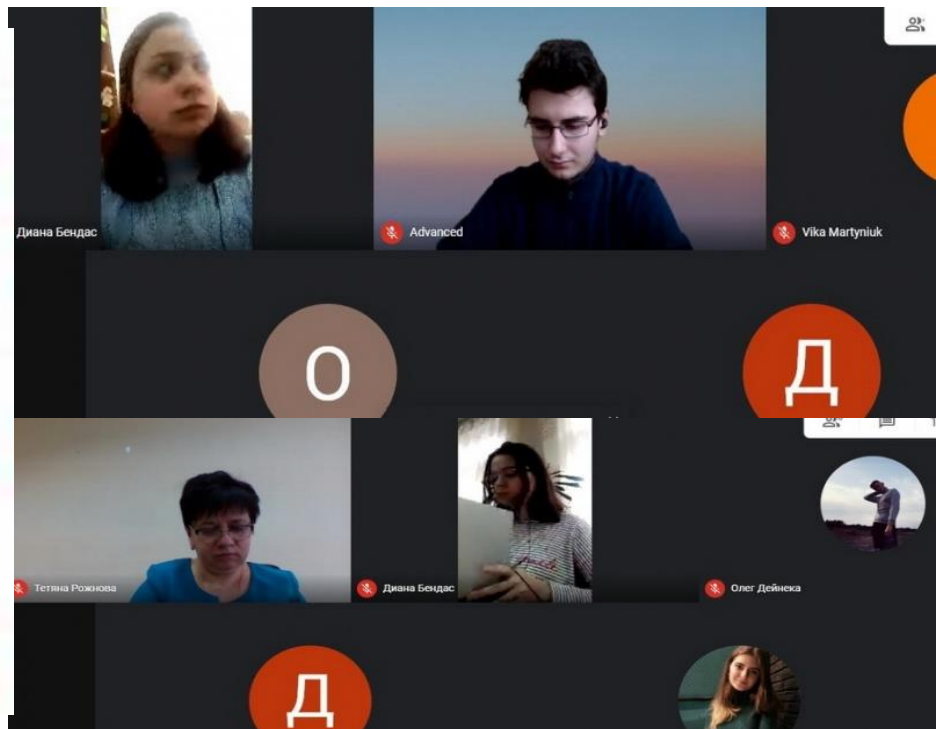 Диана Бендас
Advanced
Vika Martyniuk
О
Д
Тетяна Рожнова
Диана Бендас
Олег Дейнека
Д